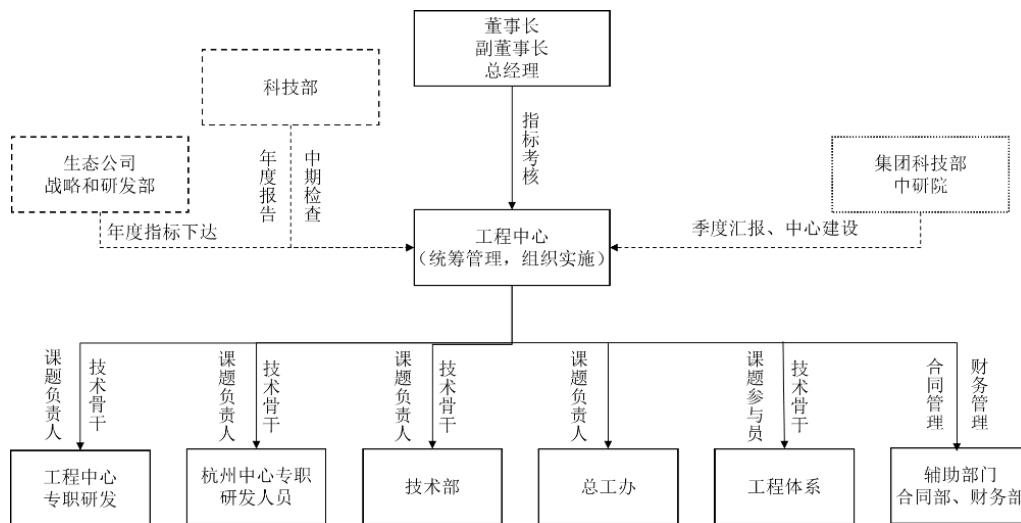 董事长
副董事长
总经理
科技部
指标考核
生态公司
战略和研发部
年度报告
中期检查
集团科技部
中研院
年度指标下达
工程中心
（统筹管理，组织实施）
季度汇报、中心建设
课题负责人
技术骨干
课题负责人
技术骨干
课题负责人
技术骨干
课题负责人
课题参与员
技术骨干
合同管理
财务管理
工程中心
专职研发
杭州中心专职
研发人员
技术部
总工办
工程体系
辅助部门
合同部、财务部